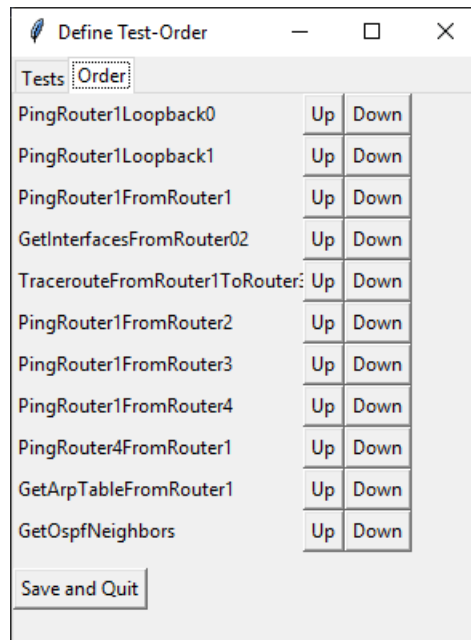 Define Test-Order
Tests Order
PingRouter1Loopback0 Up Down
PingRouter1Loopback1 Up Down
PingRouter1FromRouter1 Up Down
GetInterfacesFromRouter02 Up Down
TracerouteFromRouter1ToRouter3 Up Down
PingRouter1FromRouter2 Up Down
PingRouter1FromRouter3 Up Down
PingRouter1FromRouter4 Up Down
PingRouter4FromRouter1 Up Down
GetArpTableFromRouter1 Up Down
GetOspfNeighbors Up Down
Save and Quit